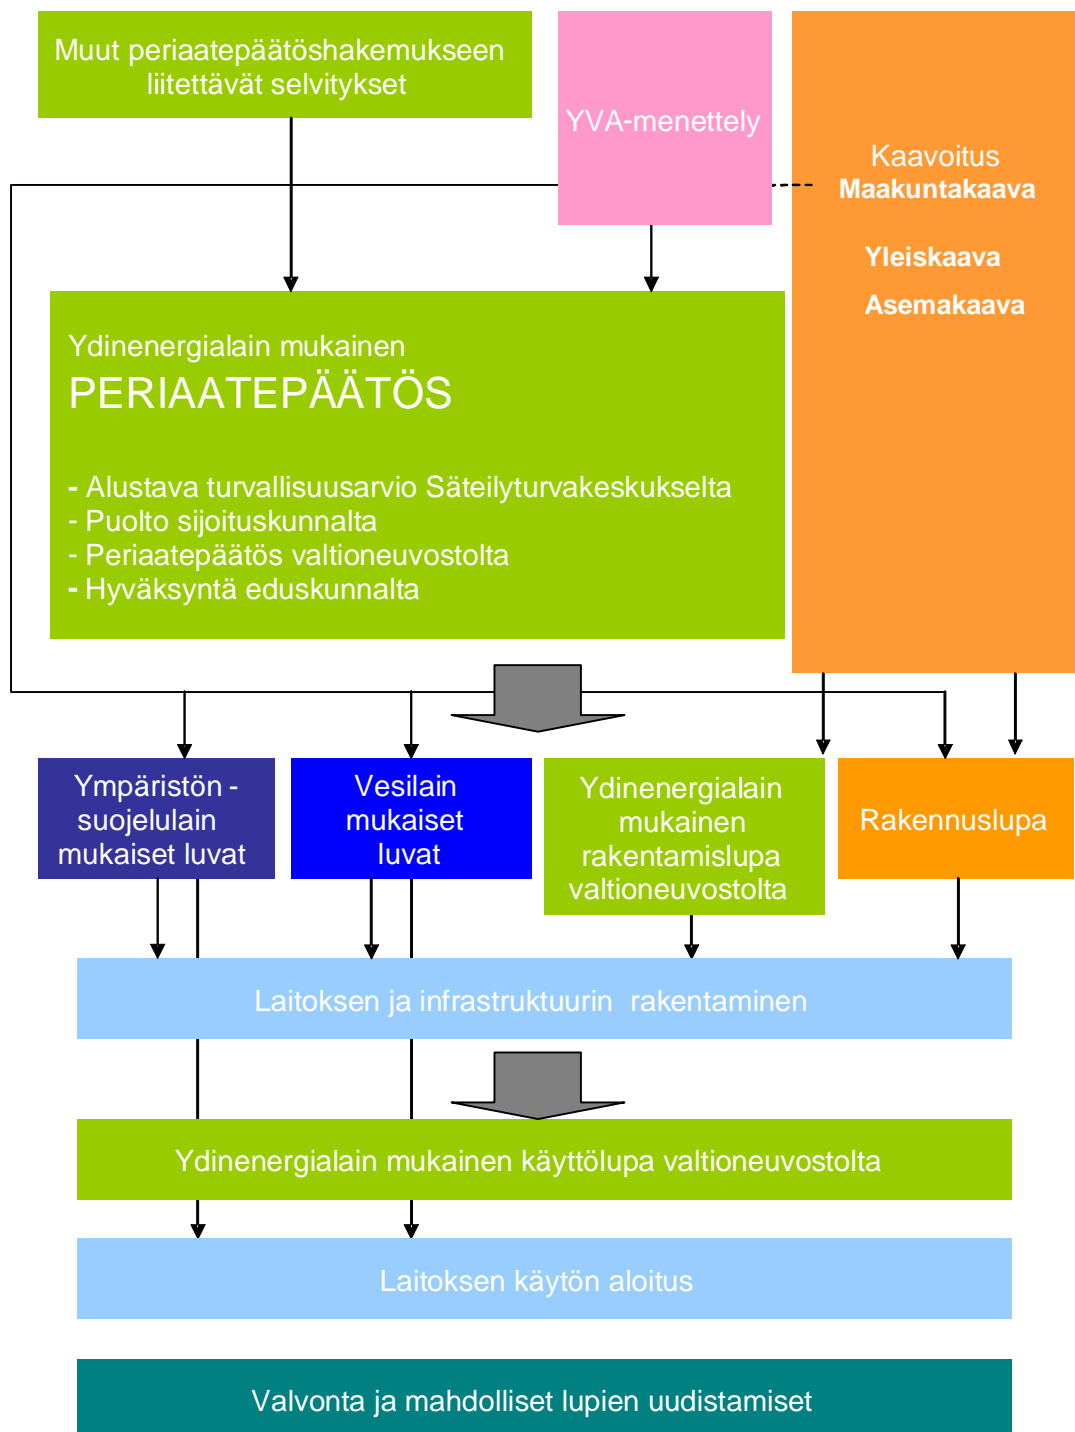 Muut periaatepäätöshakemukseen
liitettävät selvitykset
YVA-menettely
Kaavoitus
Maakuntakaava
Yleiskaava
Asemakaava
Ydinenergialain mukainen
PERIAATEPÄÄTÖS
- Alustava turvallisuusarvio Säteilyturvakeskukselta
- Puolto sijoituskunnalta
- Periaatepäätös valtioneuvostolta
- Hyväksyntä eduskunnalta
Ympäristön -
suojelulain
mukaiset luvat
Vesilain
mukaiset
luvat
Ydinenergialain
mukainen
rakentamislupa
valtioneuvostolta
Rakennuslupa
Laitoksen ja infrastruktuurin rakentaminen
Ydinenergialain mukainen käyttölupa valtioneuvostolta
Laitoksen käytön aloitus
Valvonta ja mahdolliset lupien uudistamiset